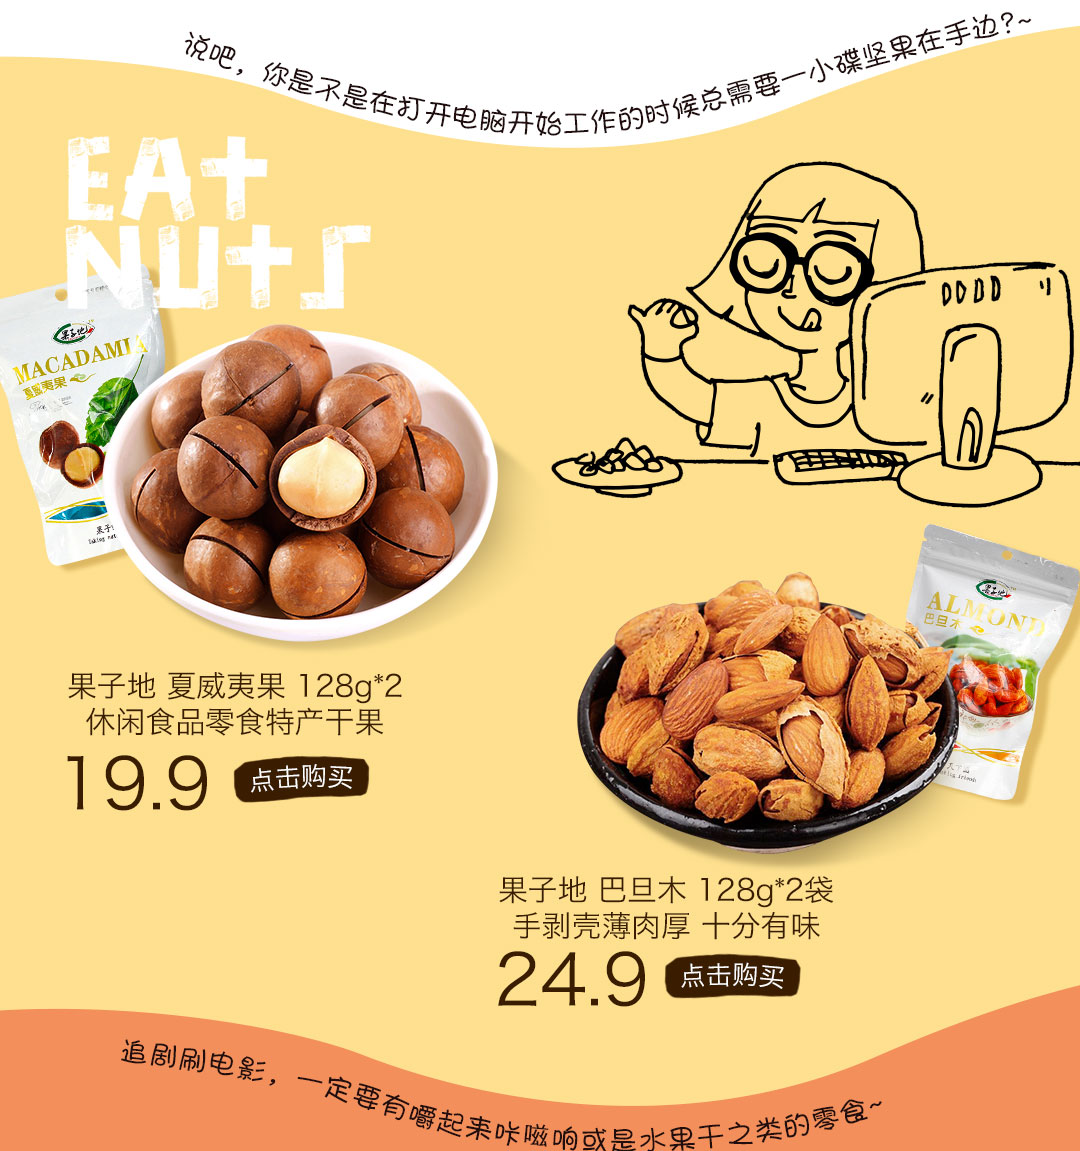 说吧，你是不是在打开电脑开始工作的时候总需要一小碟坚果在手边?~
EAT
NUTS
果子地
MACADAMIA
夏威夷果
果子地
ALMOND
巴旦木
果子地 夏威夷果 128g*2
休闲食品零食特产干果
19.9 点击购买
果子地 巴旦木 128g*2袋
手剥壳薄肉厚 十分有味
24.9 点击购买
追剧刷电影，一定要有嚼起来咔嗞响或是水果干之类的零食~